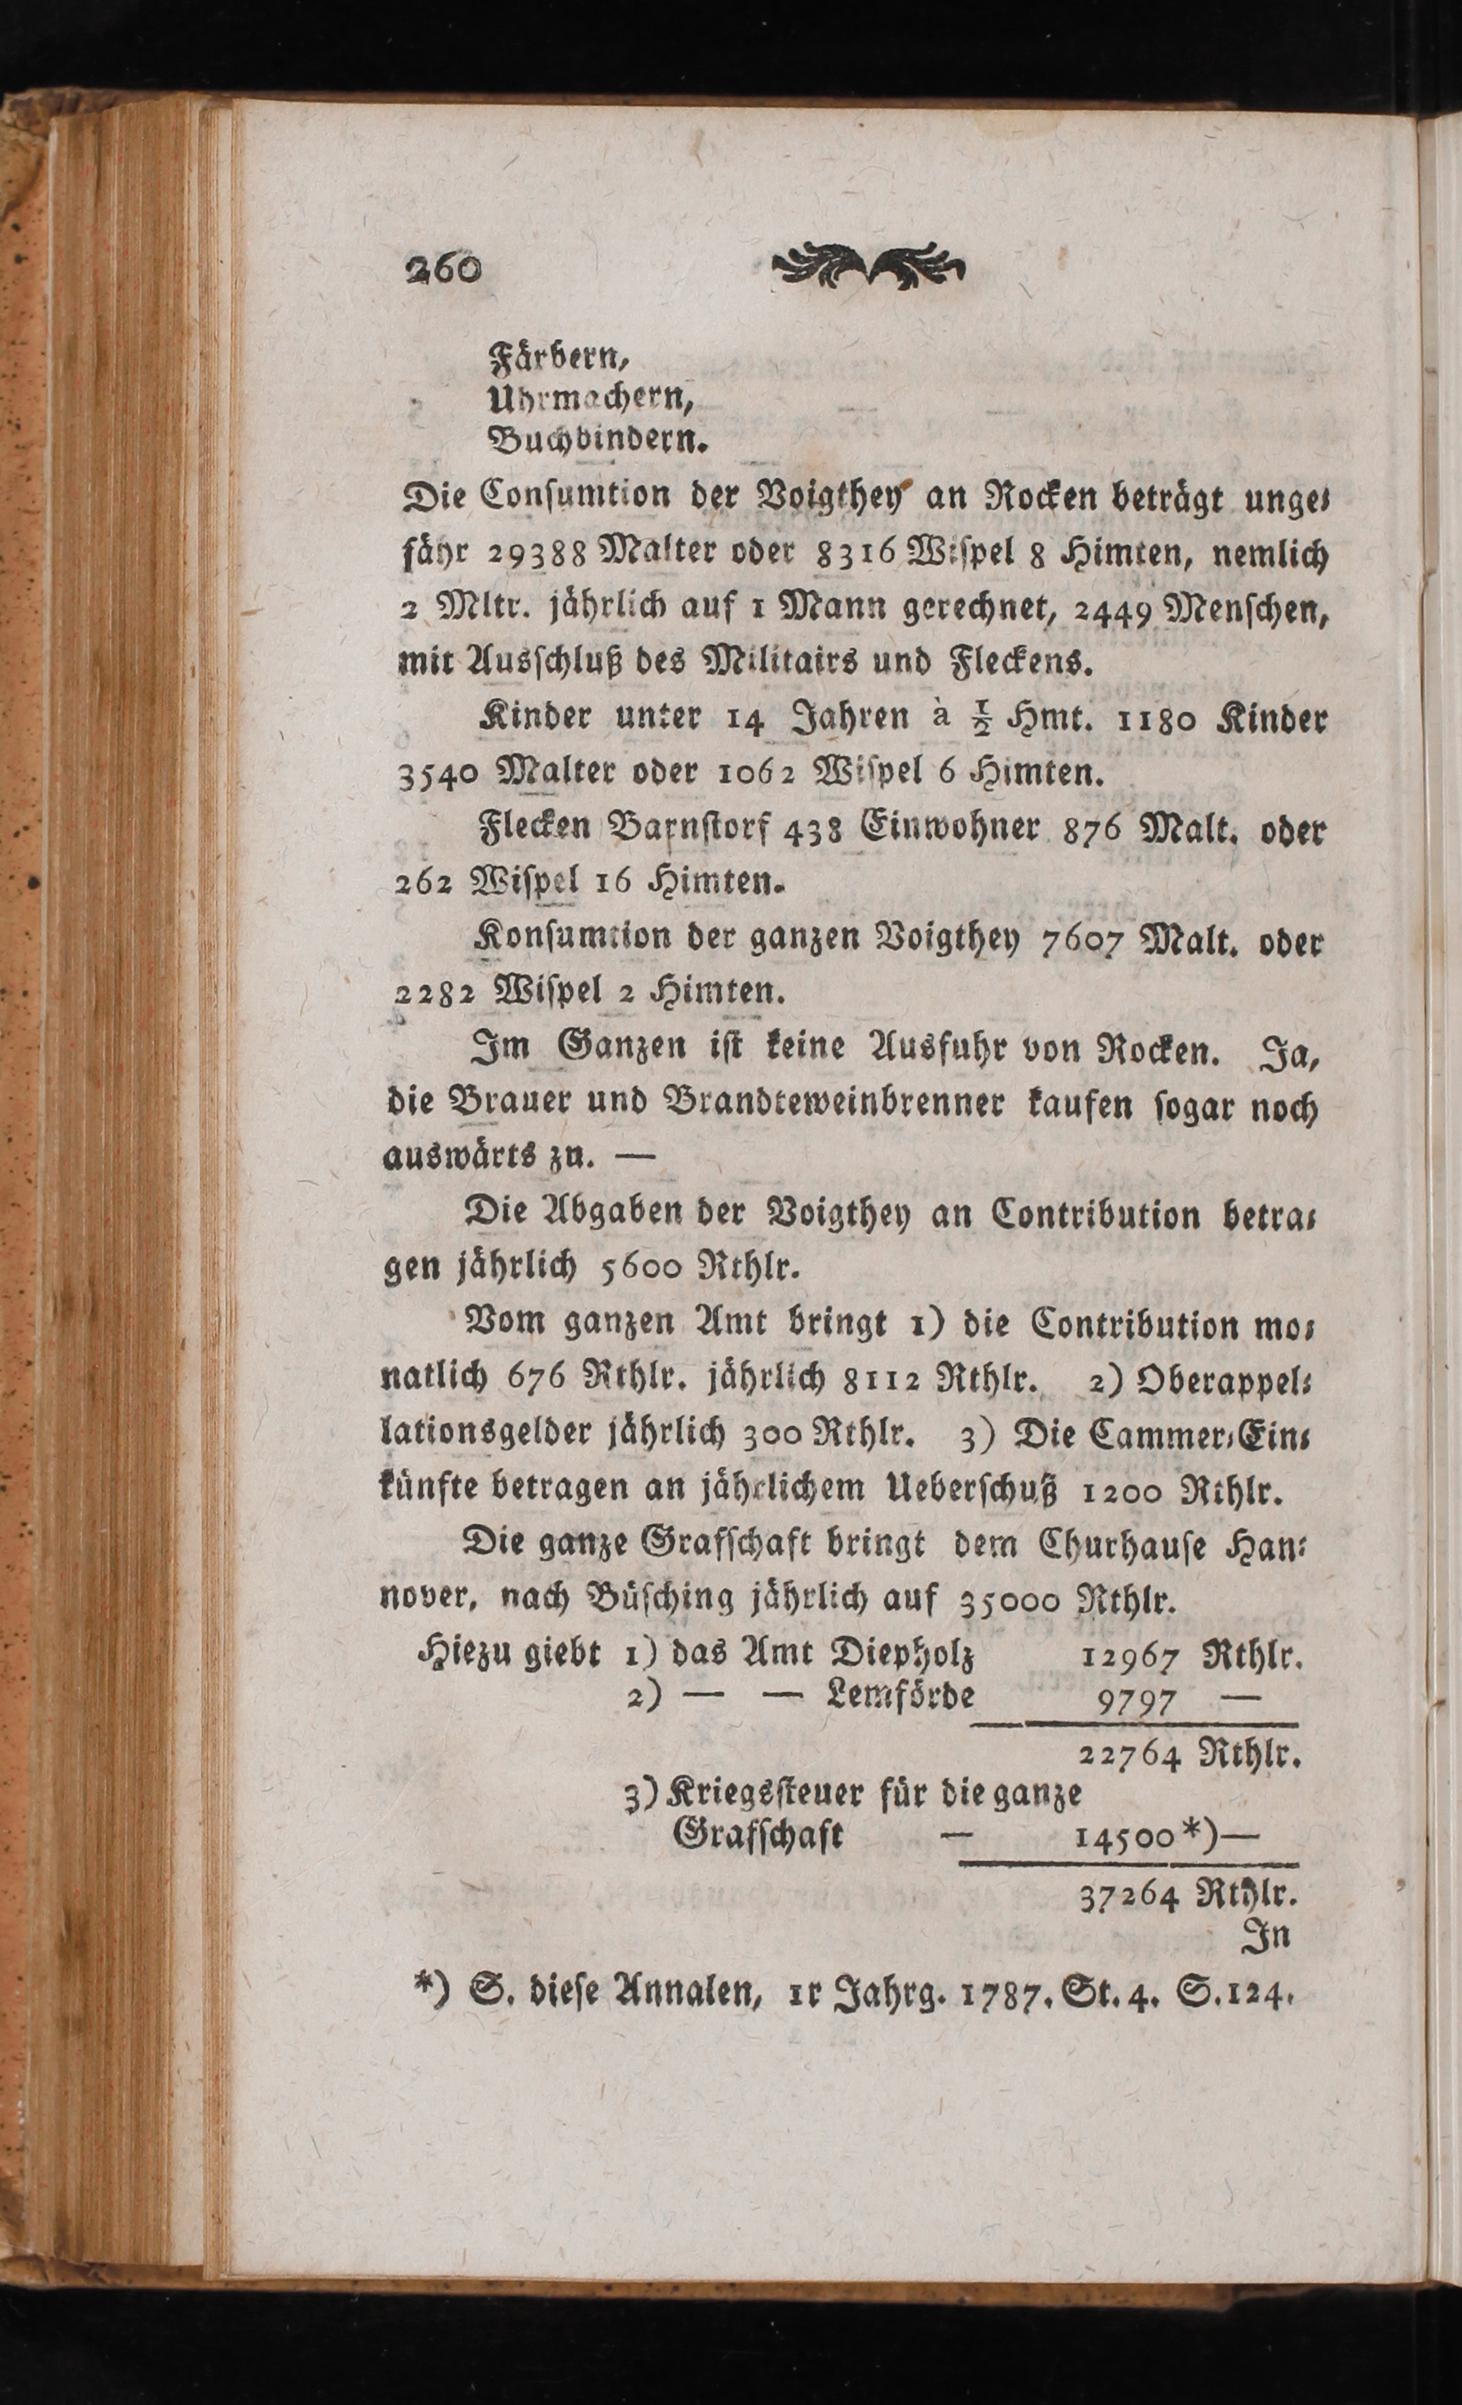 260
Färbern,
Uhrmachern,
Buchbindern.
Die Conſumtion der Voigthey an Rocken beträgt unge⸗
fähr 29388 Malter oder 8316 Wiſpel 8 Himten, nemlich
2 Mltr. jährlich auf 1 Mann gerechnet, 2449 Menſchen,
mit Ausſchluß des Militairs und Fleckens.
Kinder unter 14 Jahren à ½ Hmt. 1180 Kinder
3540 Malter oder 1062 Wiſpel 6 Himten.
Flecken Barnſtorf 438 Einwohner 876 Malt. oder
262 Wiſpel 16 Himten.
Konſumtion der ganzen Voigthey 7607 Malt. oder
2282 Wiſpel 2 Himten.
Im Ganzen iſt keine Ausfuhr von Rocken. Ja,
die Brauer und Brandteweinbrenner kaufen ſogar noch
auswärts zu. —
Die Abgaben der Voigthey an Contribution betra⸗
gen jährlich 5600 Rthlr.
Vom ganzen Amt bringt 1) die Contribution mo⸗
natlich 676 Rthlr. jährlich 8112 Rthlr. 2) Oberappel⸗
lationsgelder jährlich 300 Rthlr. 3) Die Cammer⸗Ein⸗
künfte betragen an jährlichem Ueberſchuß 1200 Rthlr.
Die ganze Grafſchaft bringt dem Churhauſe Han⸗
nover, nach Büſching jährlich auf 35000 Rthlr.
Hiezu giebt 1) das Amt Diepholz 12967 Rthlr.
2) — — Lemförde 9797 —
22764 Rthlr.
3) Kriegsſteuer für die ganze
Grafſchaft — 14500*)—
37264 Rthlr.
In
*) S. dieſe Annalen, 1r Jahrg. 1787. St. 4. S. 124.